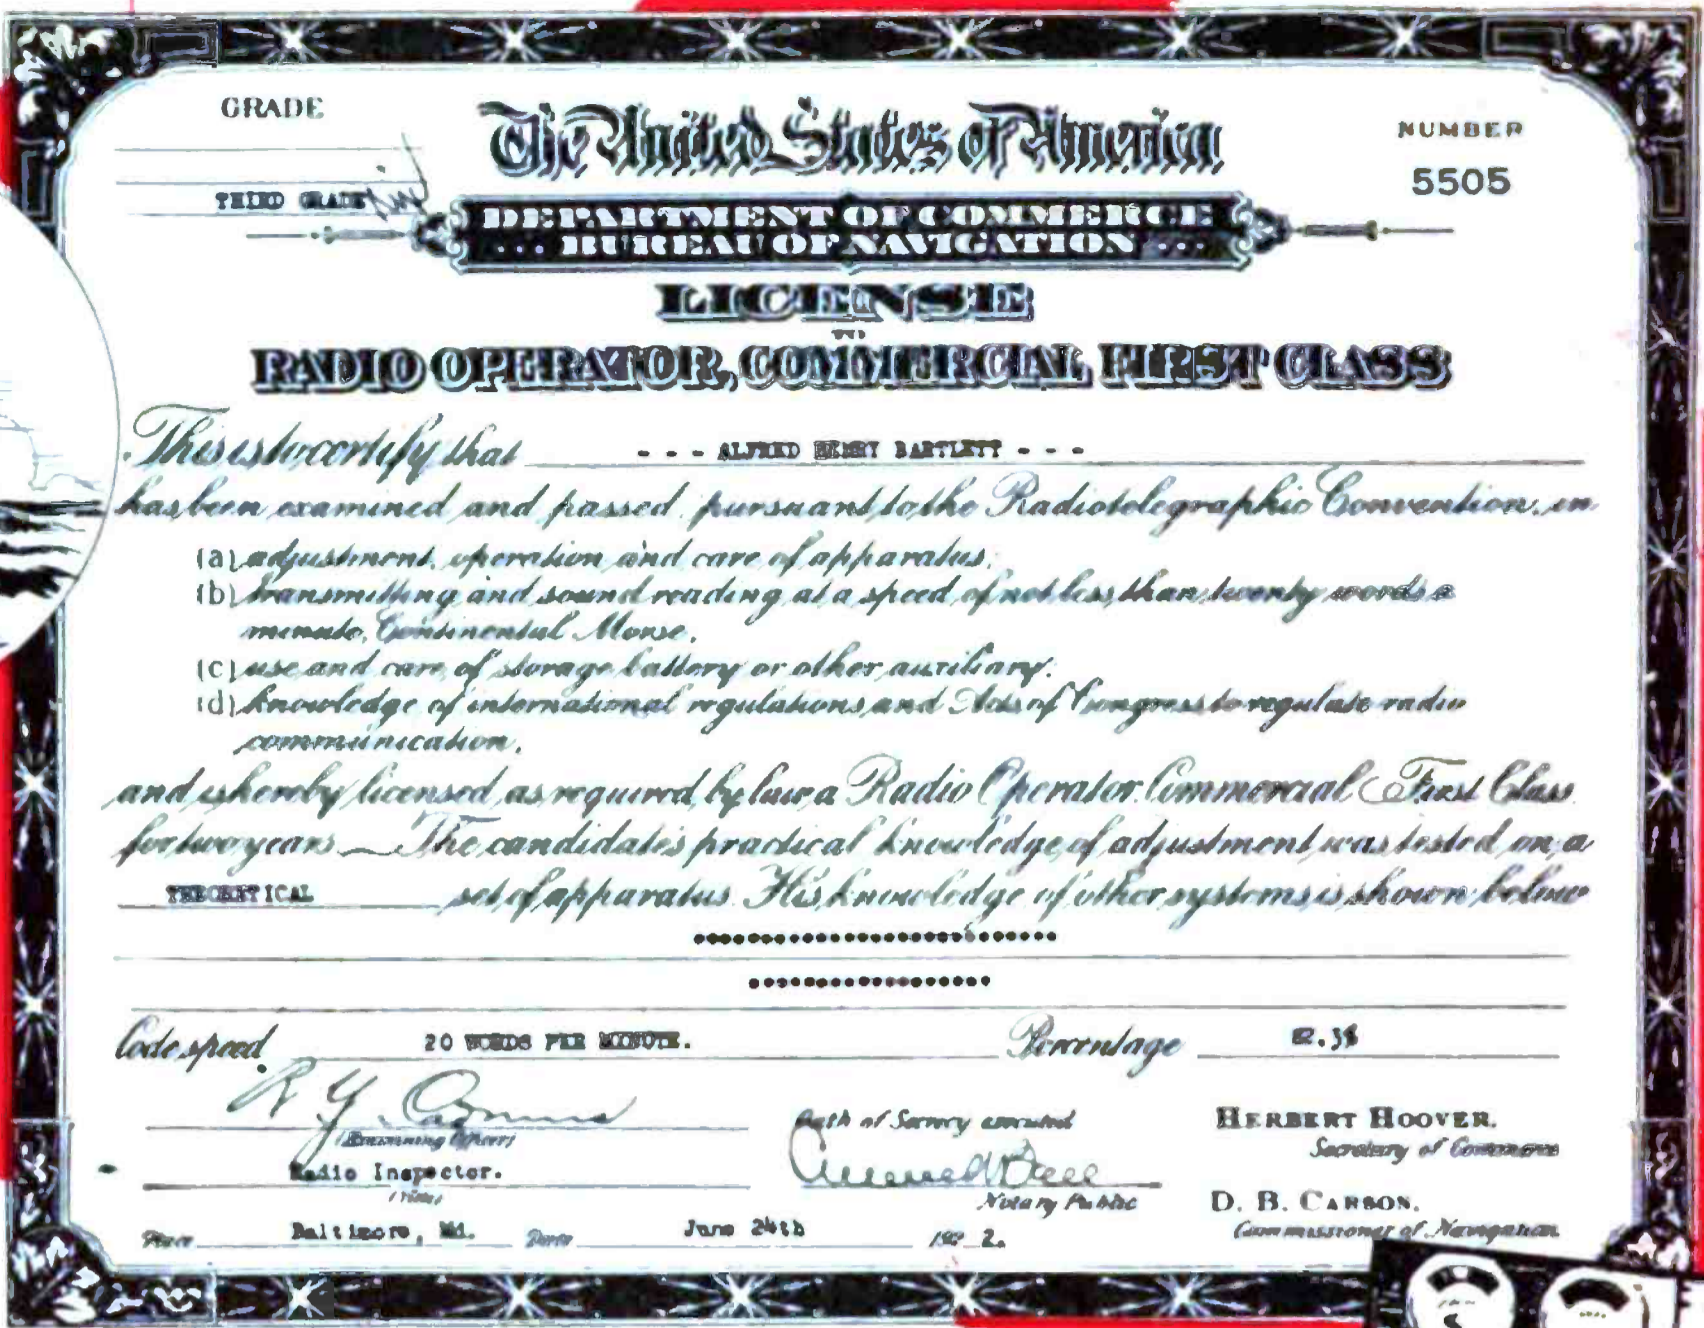 GRADE
The United States of America
NUMBER
5505
THIRD GRADE
DEPARTMENT OF COMMERCE
... BUREAU OF NAVIGATION ...
LICENSE
TO
RADIO OPERATOR, COMMERCIAL FIRST CLASS
This is to certify that - - - ALFRED HENRY BARTLETT - - -
has been examined and passed, pursuant to the Radiotelegraphic Convention, in
(a) adjustment, operation and care of apparatus.
(b) transmitting and sound reading at a speed of not less than twenty words a
minute, Continental Morse.
(c) use and care of storage battery or other auxiliary.
(d) knowledge of international regulations and Acts of Congress to regulate radio
communication.
and is hereby licensed as required by law a Radio Operator Commercial First Class
for two years — The candidate's practical knowledge of adjustment was tested on a
THEORETICAL set of apparatus. His knowledge of other systems is shown below
Code speed 20 WORDS PER MINUTE. Percentage
R Y.
(Examining Officer)
Oath of Secrecy executed
HERBERT HOOVER.
Secretary of Commerce
Radio Inspector.
(Title)
Notary Public
D. B. CARSON.
Commissioner of Navigation
Place Baltimore, Md. Date June 24th 192 2.